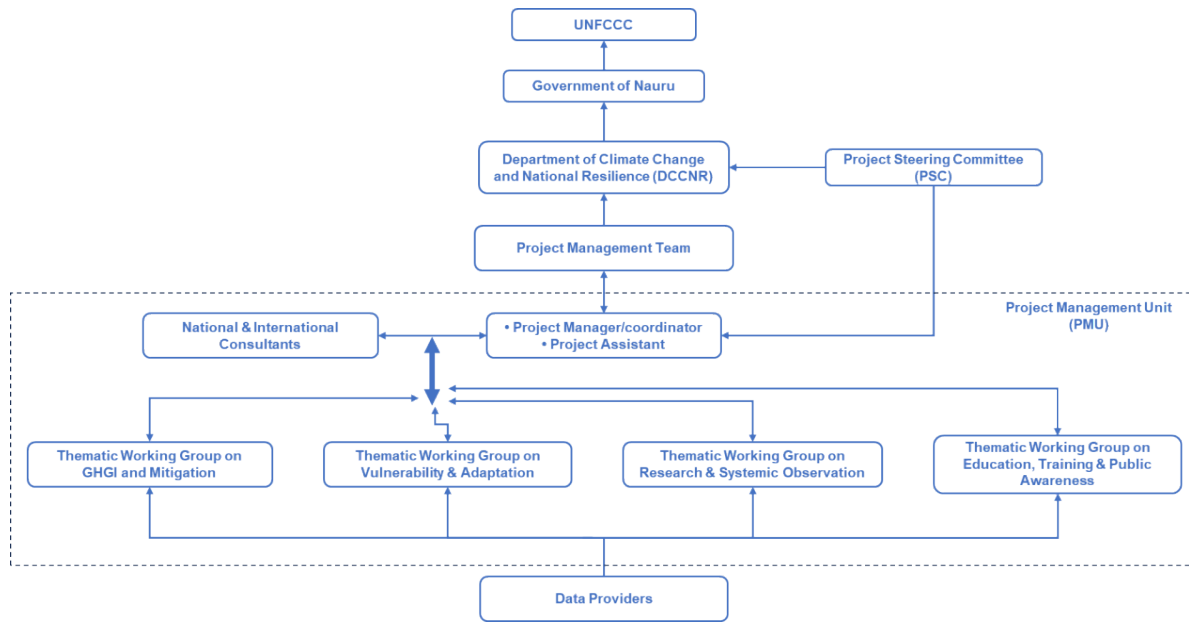 UNFCCC
Government of Nauru
Department of Climate Change
and National Resilience (DCCNR)
Project Steering Committee
(PSC)
Project Management Team
Project Management Unit
(PMU)
National & International
Consultants
• Project Manager/coordinator
• Project Assistant
Thematic Working Group on
GHGI and Mitigation
Thematic Working Group on
Vulnerability & Adaptation
Thematic Working Group on
Research & Systemic Observation
Thematic Working Group on
Education, Training & Public
Awareness
Data Providers